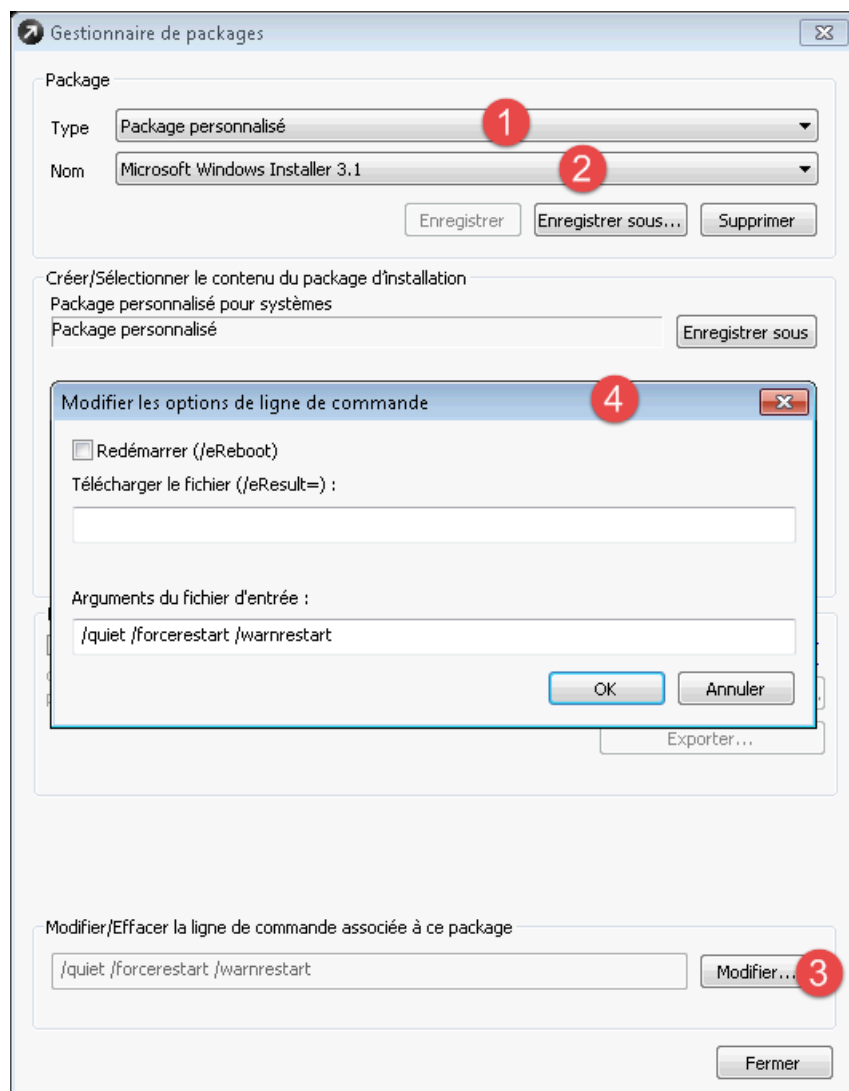 Gestionnaire de packages
Package
Type Package personnalisé 1
Nom Microsoft Windows Installer 3.1 2
Enregistrer Enregistrer sous... Supprimer
Créer/Sélectionner le contenu du package d'installation
Package personnalisé pour systèmes
Package personnalisé Enregistrer sous
Modifier les options de ligne de commande 4
Redémarrer (/eReboot)
Télécharger le fichier (/eResult=) :
Arguments du fichier d'entrée :
/quiet /forcerestart /warnrestart
OK Annuler
Exporter...
Modifier/Effacer la ligne de commande associée à ce package
/quiet /forcerestart /warnrestart Modifier... 3
Fermer